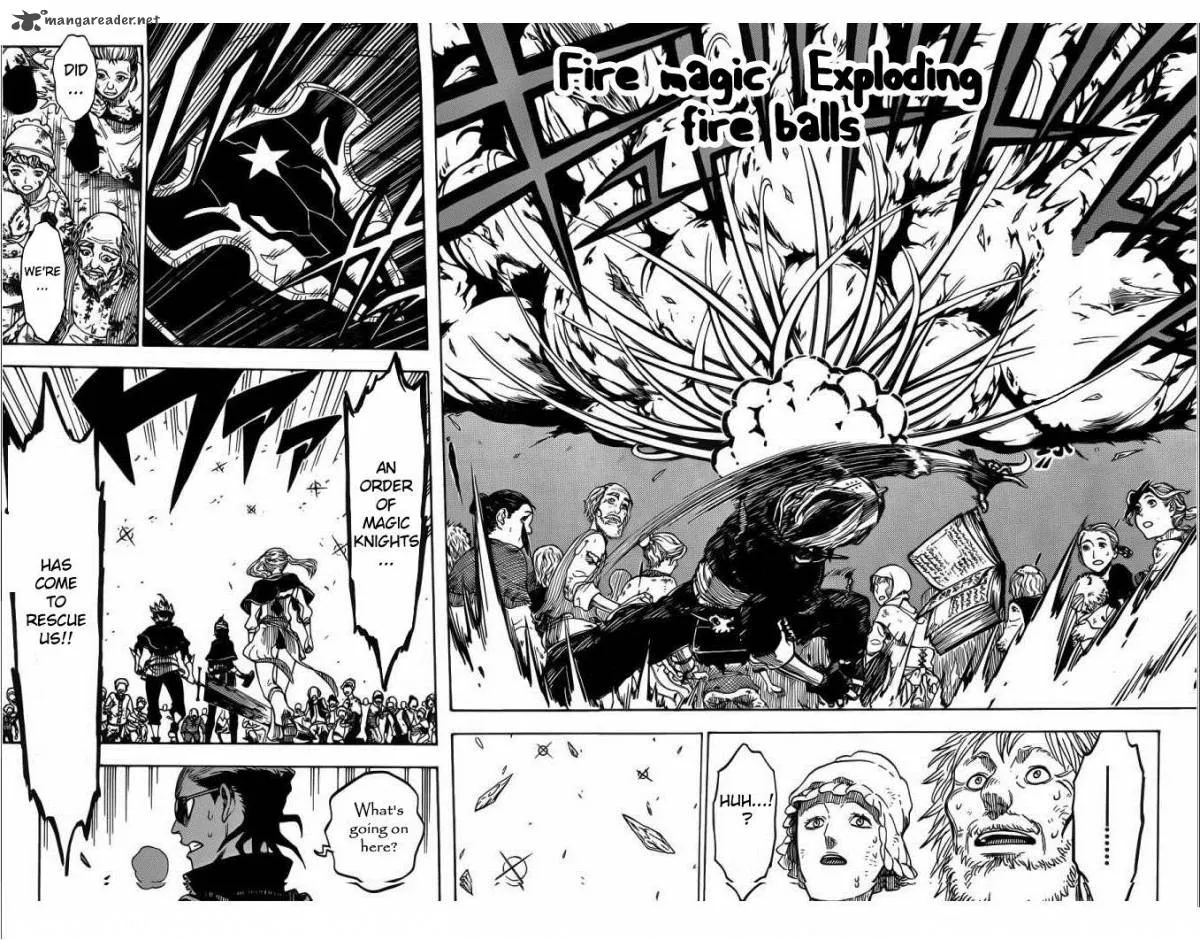 mangareader.net
Fire magic Exploding
fire balls
..........
HUH...!
?
DID
...
WE'RE
....
AN
ORDER
OF
MAGIC
KNIGHTS
...
HAS
COME
TO
RESCUE
US!!
What's
going on
here?